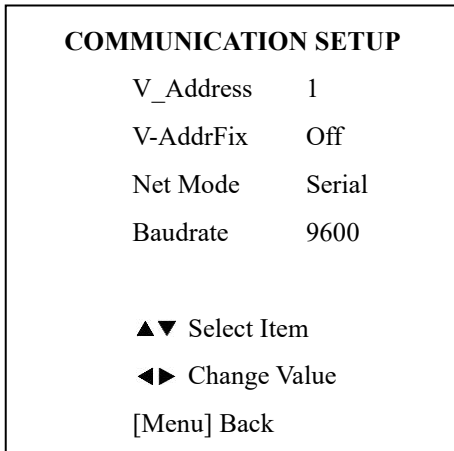 COMMUNICATION SETUP
V_Address 1
V-AddrFix Off
Net Mode Serial
Baudrate 9600
▲▼ Select Item
◀▶ Change Value
[Menu] Back